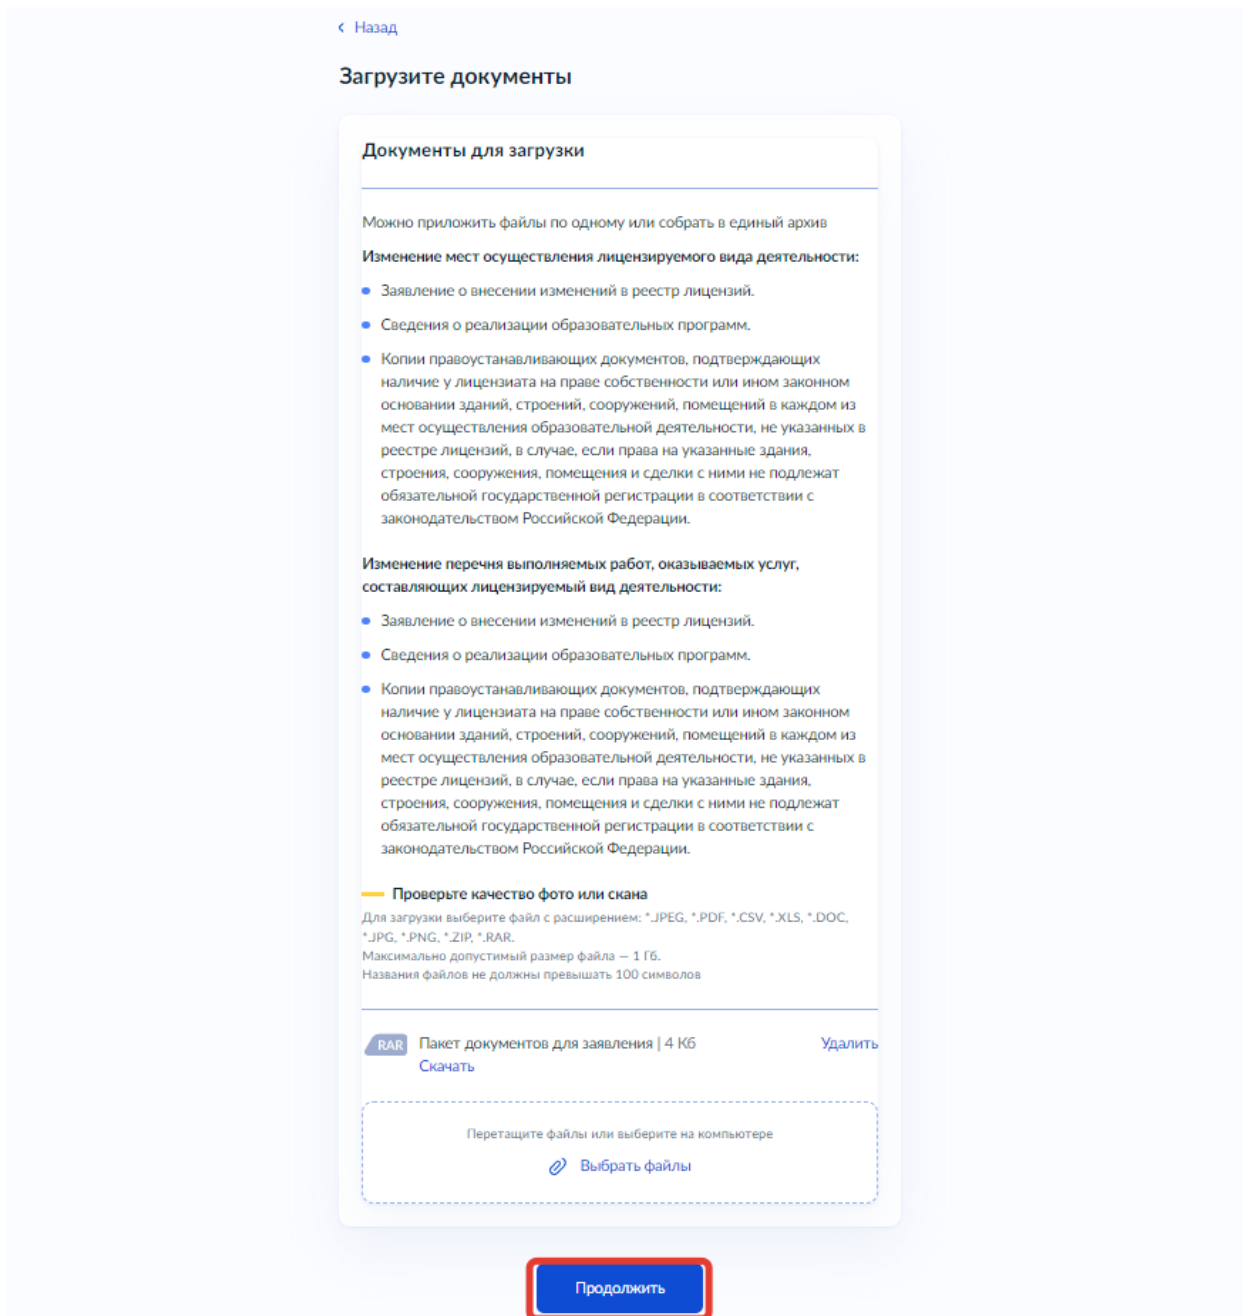 Назад
Загрузите документы
Документы для загрузки
Можно приложить файлы по одному или собрать в единый архив
Изменение мест осуществления лицензируемого вида деятельности:
Заявление о внесении изменений в реестр лицензий.
Сведения о реализации образовательных программ.
Копии правоустанавливающих документов, подтверждающих
наличие у лицензиата на праве собственности или ином законном
основании зданий, строений, сооружений, помещений в каждом из
мест осуществления образовательной деятельности, не указанных в
реестре лицензий, в случае, если права на указанные здания,
строения, сооружения, помещения и сделки с ними не подлежат
обязательной государственной регистрации в соответствии с
законодательством Российской Федерации.
Изменение перечня выполняемых работ, оказываемых услуг,
составляющих лицензируемый вид деятельности:
Заявление о внесении изменений в реестр лицензий.
Сведения о реализации образовательных программ.
Копии правоустанавливающих документов, подтверждающих
наличие у лицензиата на праве собственности или ином законном
основании зданий, строений, сооружений, помещений в каждом из
мест осуществления образовательной деятельности, не указанных в
реестре лицензий, в случае, если права на указанные здания,
строения, сооружения, помещения и сделки с ними не подлежат
обязательной государственной регистрации в соответствии с
законодательством Российской Федерации.
Проверьте качество фото или скана
Для загрузки выберите файл с расширением: *.JPEG, *.PDF, *.CSV, *.XLS, *.DOC,
*.JPG, *.PNG, *.ZIP, *.RAR.
Максимально допустимый размер файла — 1 Гб.
Названия файлов не должны превышать 100 символов
RAR Пакет документов для заявления | 4 Кб Удалить
Скачать
Перетащите файлы или выберите на компьютере
Выбрать файлы
Продолжить